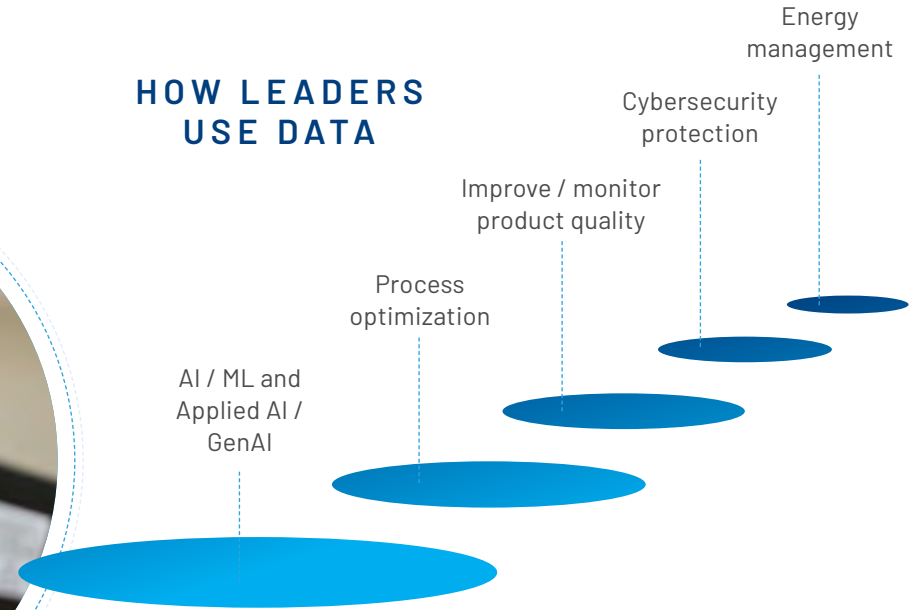 HOW LEADERS
USE DATA
Energy
management
Cybersecurity
protection
Improve / monitor
product quality
Process
optimization
AI / ML and
Applied AI /
GenAI